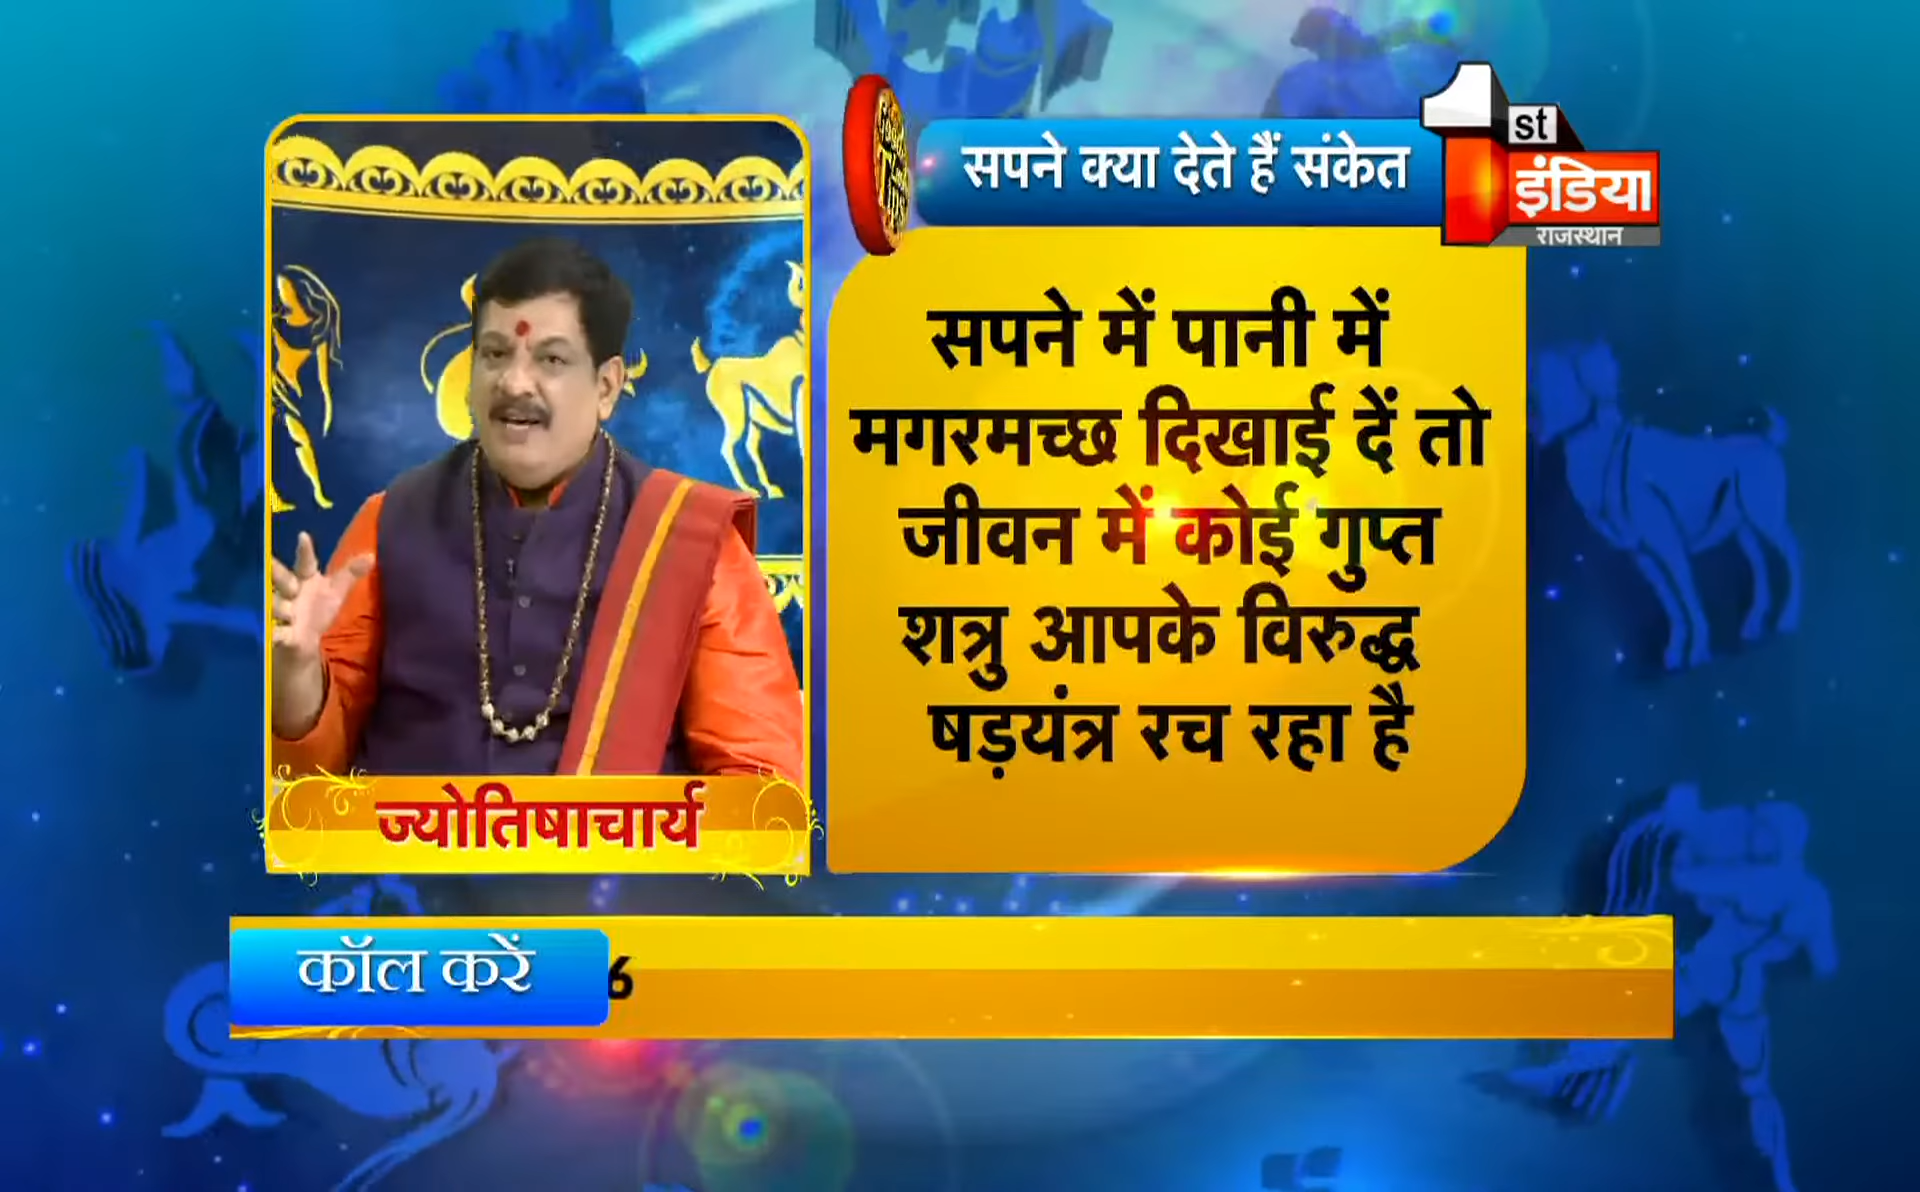 सपने क्या देते हैं संकेत
1st
इंडिया
राजस्थान
सपने में पानी में
मगरमच्छ दिखाई दें तो
जीवन में कोई गुप्त
शत्रु आपके विरुद्ध
षड़यंत्र रच रहा है
ज्योतिषाचार्य
कॉल करें
6